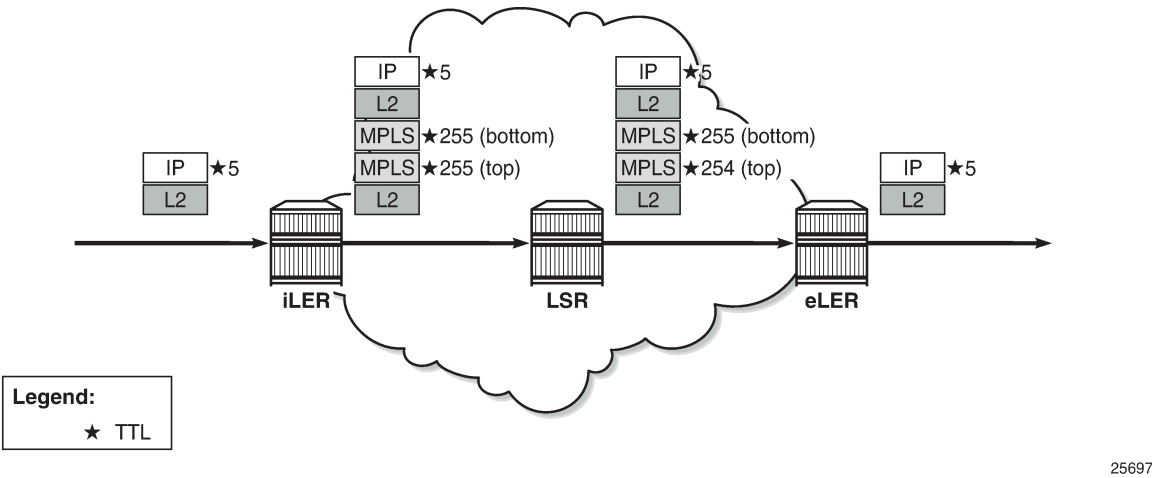 IP ★5
L2
MPLS ★255 (bottom)
MPLS ★255 (top)
L2
IP ★5
L2
MPLS ★255 (bottom)
MPLS ★254 (top)
L2
IP ★5
L2
IP ★5
L2
iLER
LSR
eLER
Legend:
★ TTL
25697